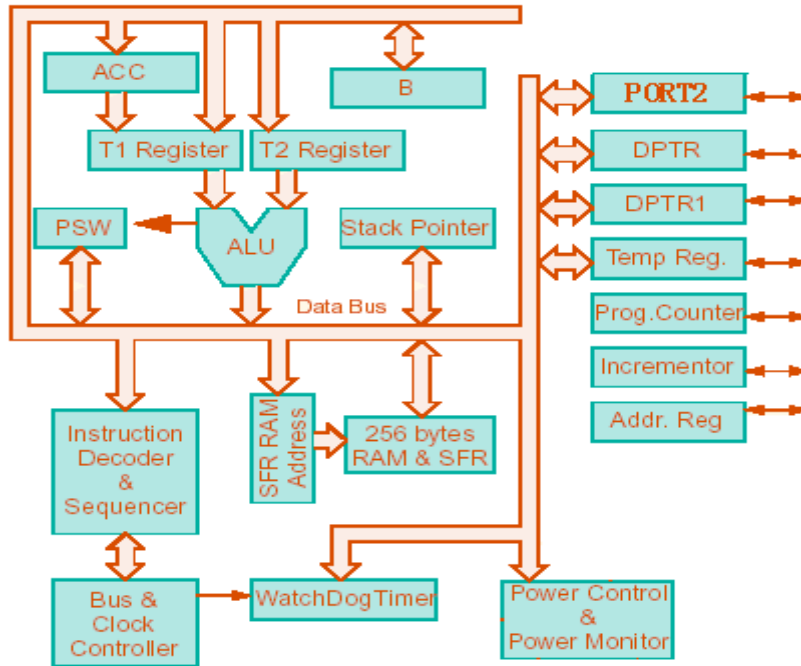 ACC
B
PORT2
T1 Register
T2 Register
DPTR
DPTR1
PSW
ALU
Stack Pointer
Temp Reg.
Data Bus
Prog.Counter
Incrementor
Addr. Reg
Instruction
Decoder
&
Sequencer
SFR RAM
Address
256 bytes
RAM & SFR
Bus &
Clock
Controller
WatchDogTimer
Power Control
&
Power Monitor